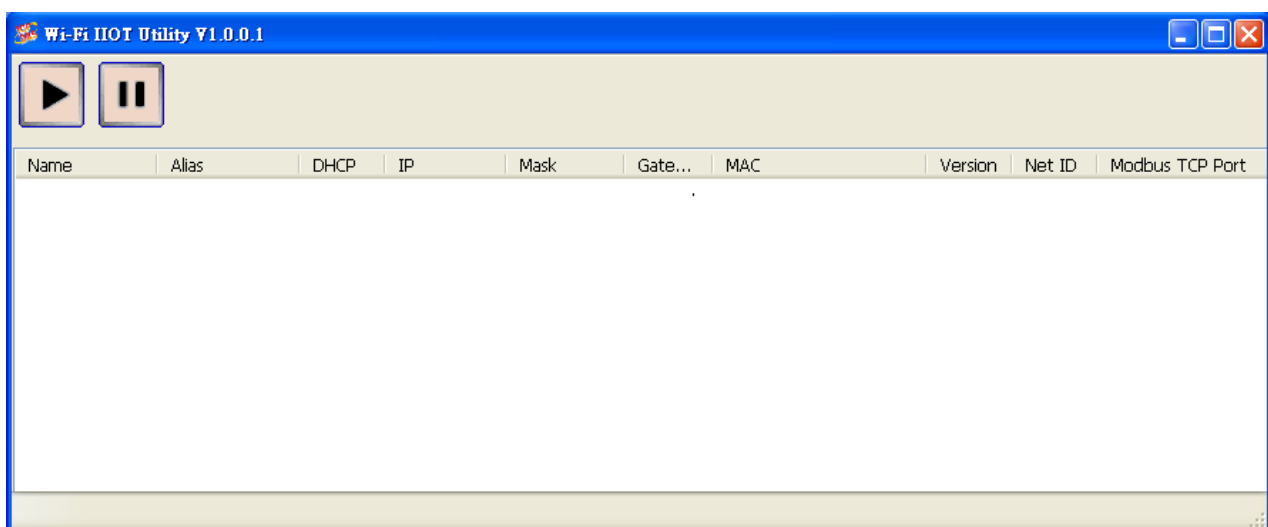 Wi-Fi IIOT Utility V1.0.0.1
Name Alias DHCP IP Mask Gate... MAC Version Net ID Modbus TCP Port